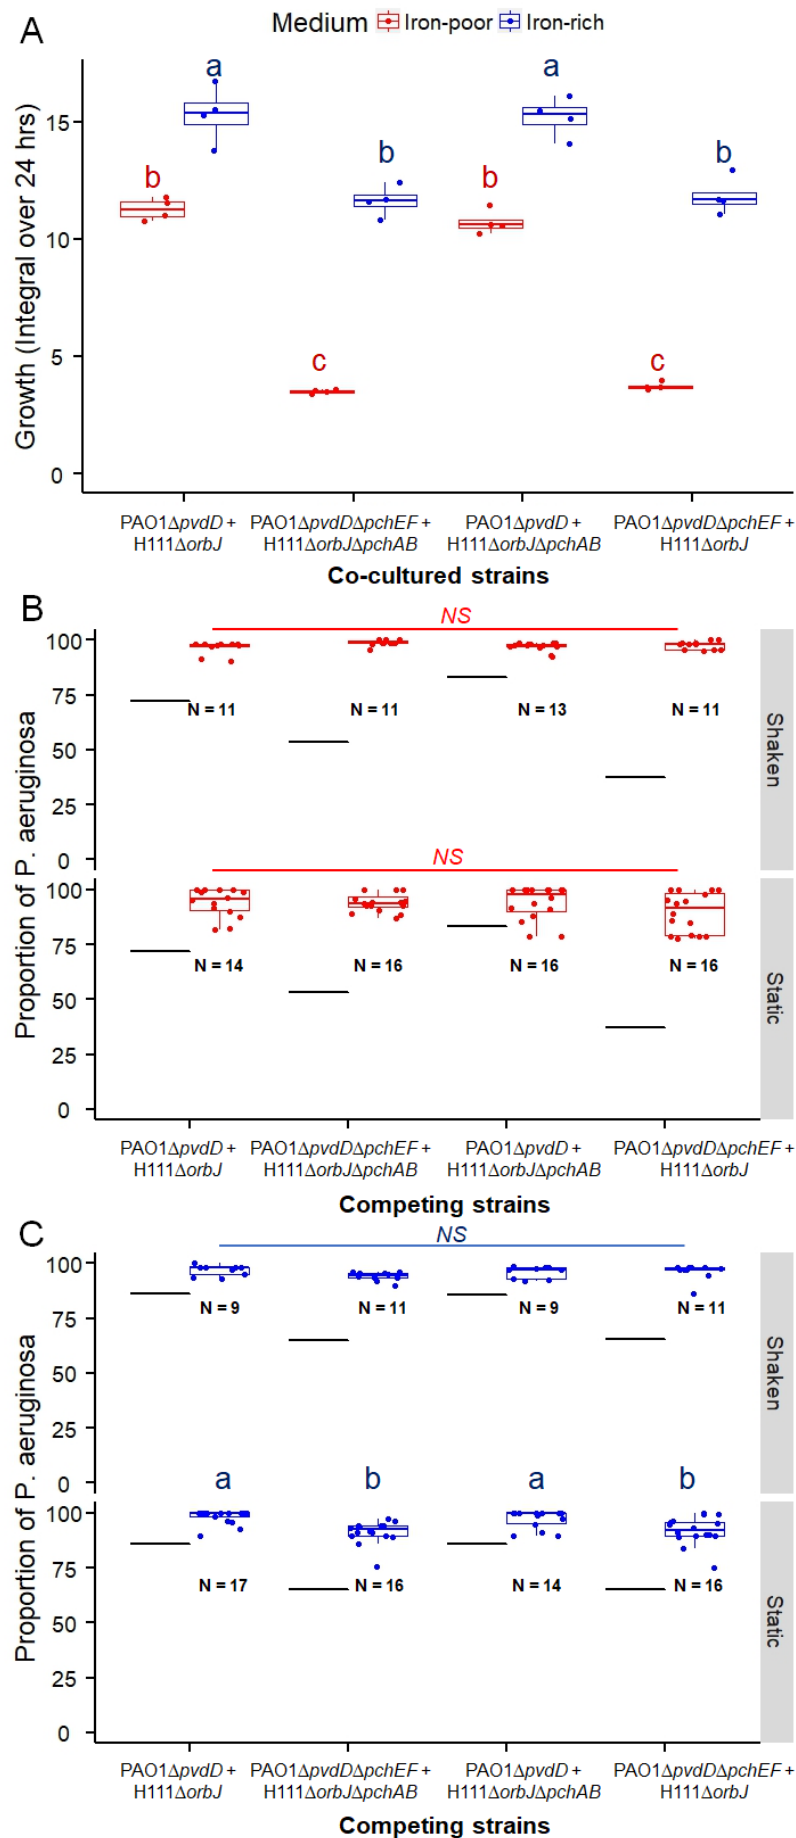 A
Medium Iron-poor Iron-rich
Growth (Integral over 24 hrs)
15
10
5
0
a
b
b
c
a
b
b
c
PAO1ΔpvdD + PAO1ΔpvdDΔpchEF + PAO1ΔpvdD + PAO1ΔpvdDΔpchEF +
H111ΔorbJ H111ΔorbJΔpchAB H111ΔorbJΔpchAB H111ΔorbJ
Co-cultured strains
B
Proportion of P. aeruginosa
NS
100
75
50
25
0
N = 11 N = 11 N = 13 N = 11
Shaken
NS
100
75
50
25
0
N = 14 N = 16 N = 16 N = 16
Static
PAO1ΔpvdD + PAO1ΔpvdDΔpchEF + PAO1ΔpvdD + PAO1ΔpvdDΔpchEF +
H111ΔorbJ H111ΔorbJΔpchAB H111ΔorbJΔpchAB H111ΔorbJ
Competing strains
C
Proportion of P. aeruginosa
NS
100
75
50
25
0
N = 9 N = 11 N = 9 N = 11
Shaken
a b a b
100
75
50
25
0
N = 17 N = 16 N = 14 N = 16
Static
PAO1ΔpvdD + PAO1ΔpvdDΔpchEF + PAO1ΔpvdD + PAO1ΔpvdDΔpchEF +
H111ΔorbJ H111ΔorbJΔpchAB H111ΔorbJΔpchAB H111ΔorbJ
Competing strains